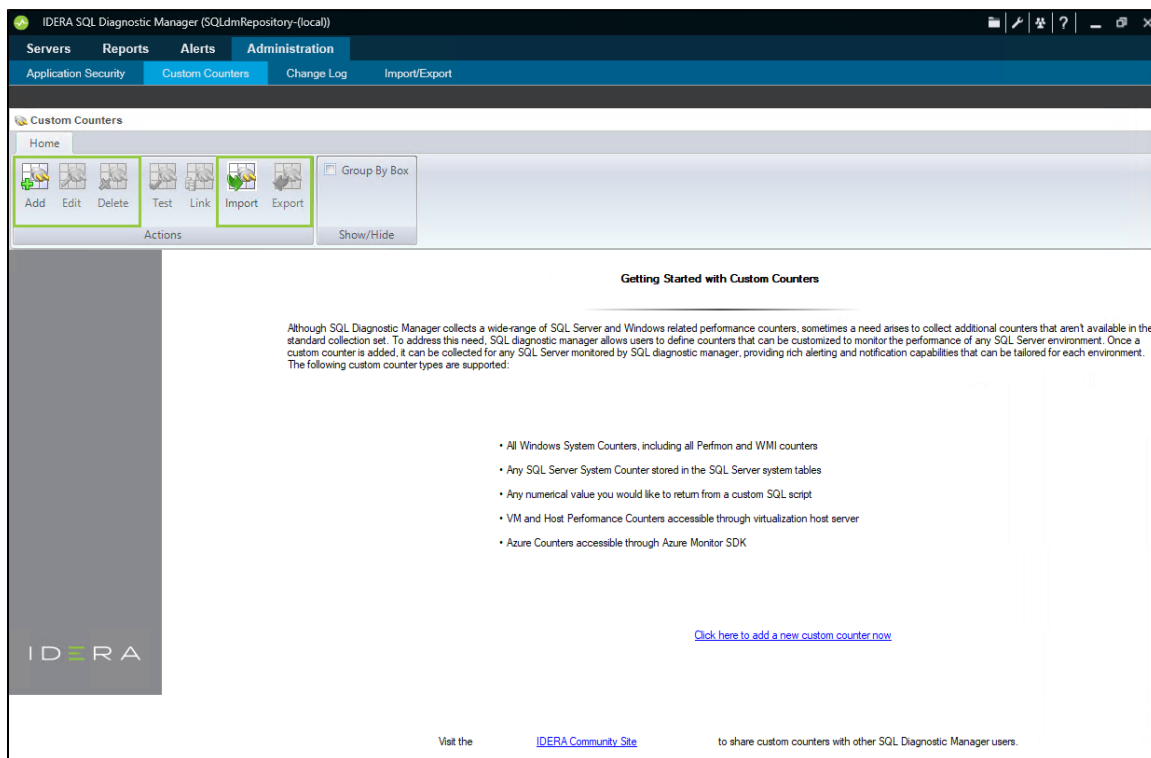 IDERA SQL Diagnostic Manager (SQLdmRepository-(local))
Servers Reports Alerts Administration
Application Security Custom Counters Change Log Import/Export
Custom Counters
Home
Add Edit Delete Test Link Import Export
Group By Box
Actions Show/Hide
Getting Started with Custom Counters
Although SQL Diagnostic Manager collects a wide-range of SQL Server and Windows related performance counters, sometimes a need arises to collect additional counters that aren't available in the
standard collection set. To address this need, SQL diagnostic manager allows users to define counters that can be customized to monitor the performance of any SQL Server environment. Once a
custom counter is added, it can be collected for any SQL Server monitored by SQL diagnostic manager, providing rich alerting and notification capabilities that can be tailored for each environment.
The following custom counter types are supported:
• All Windows System Counters, including all Perfmon and WMI counters
• Any SQL Server System Counter stored in the SQL Server system tables
• Any numerical value you would like to return from a custom SQL script
• VM and Host Performance Counters accessible through virtualization host server
• Azure Counters accessible through Azure Monitor SDK
Click here to add a new custom counter now
IDERA
Visit the IDERA Community Site to share custom counters with other SQL Diagnostic Manager users.